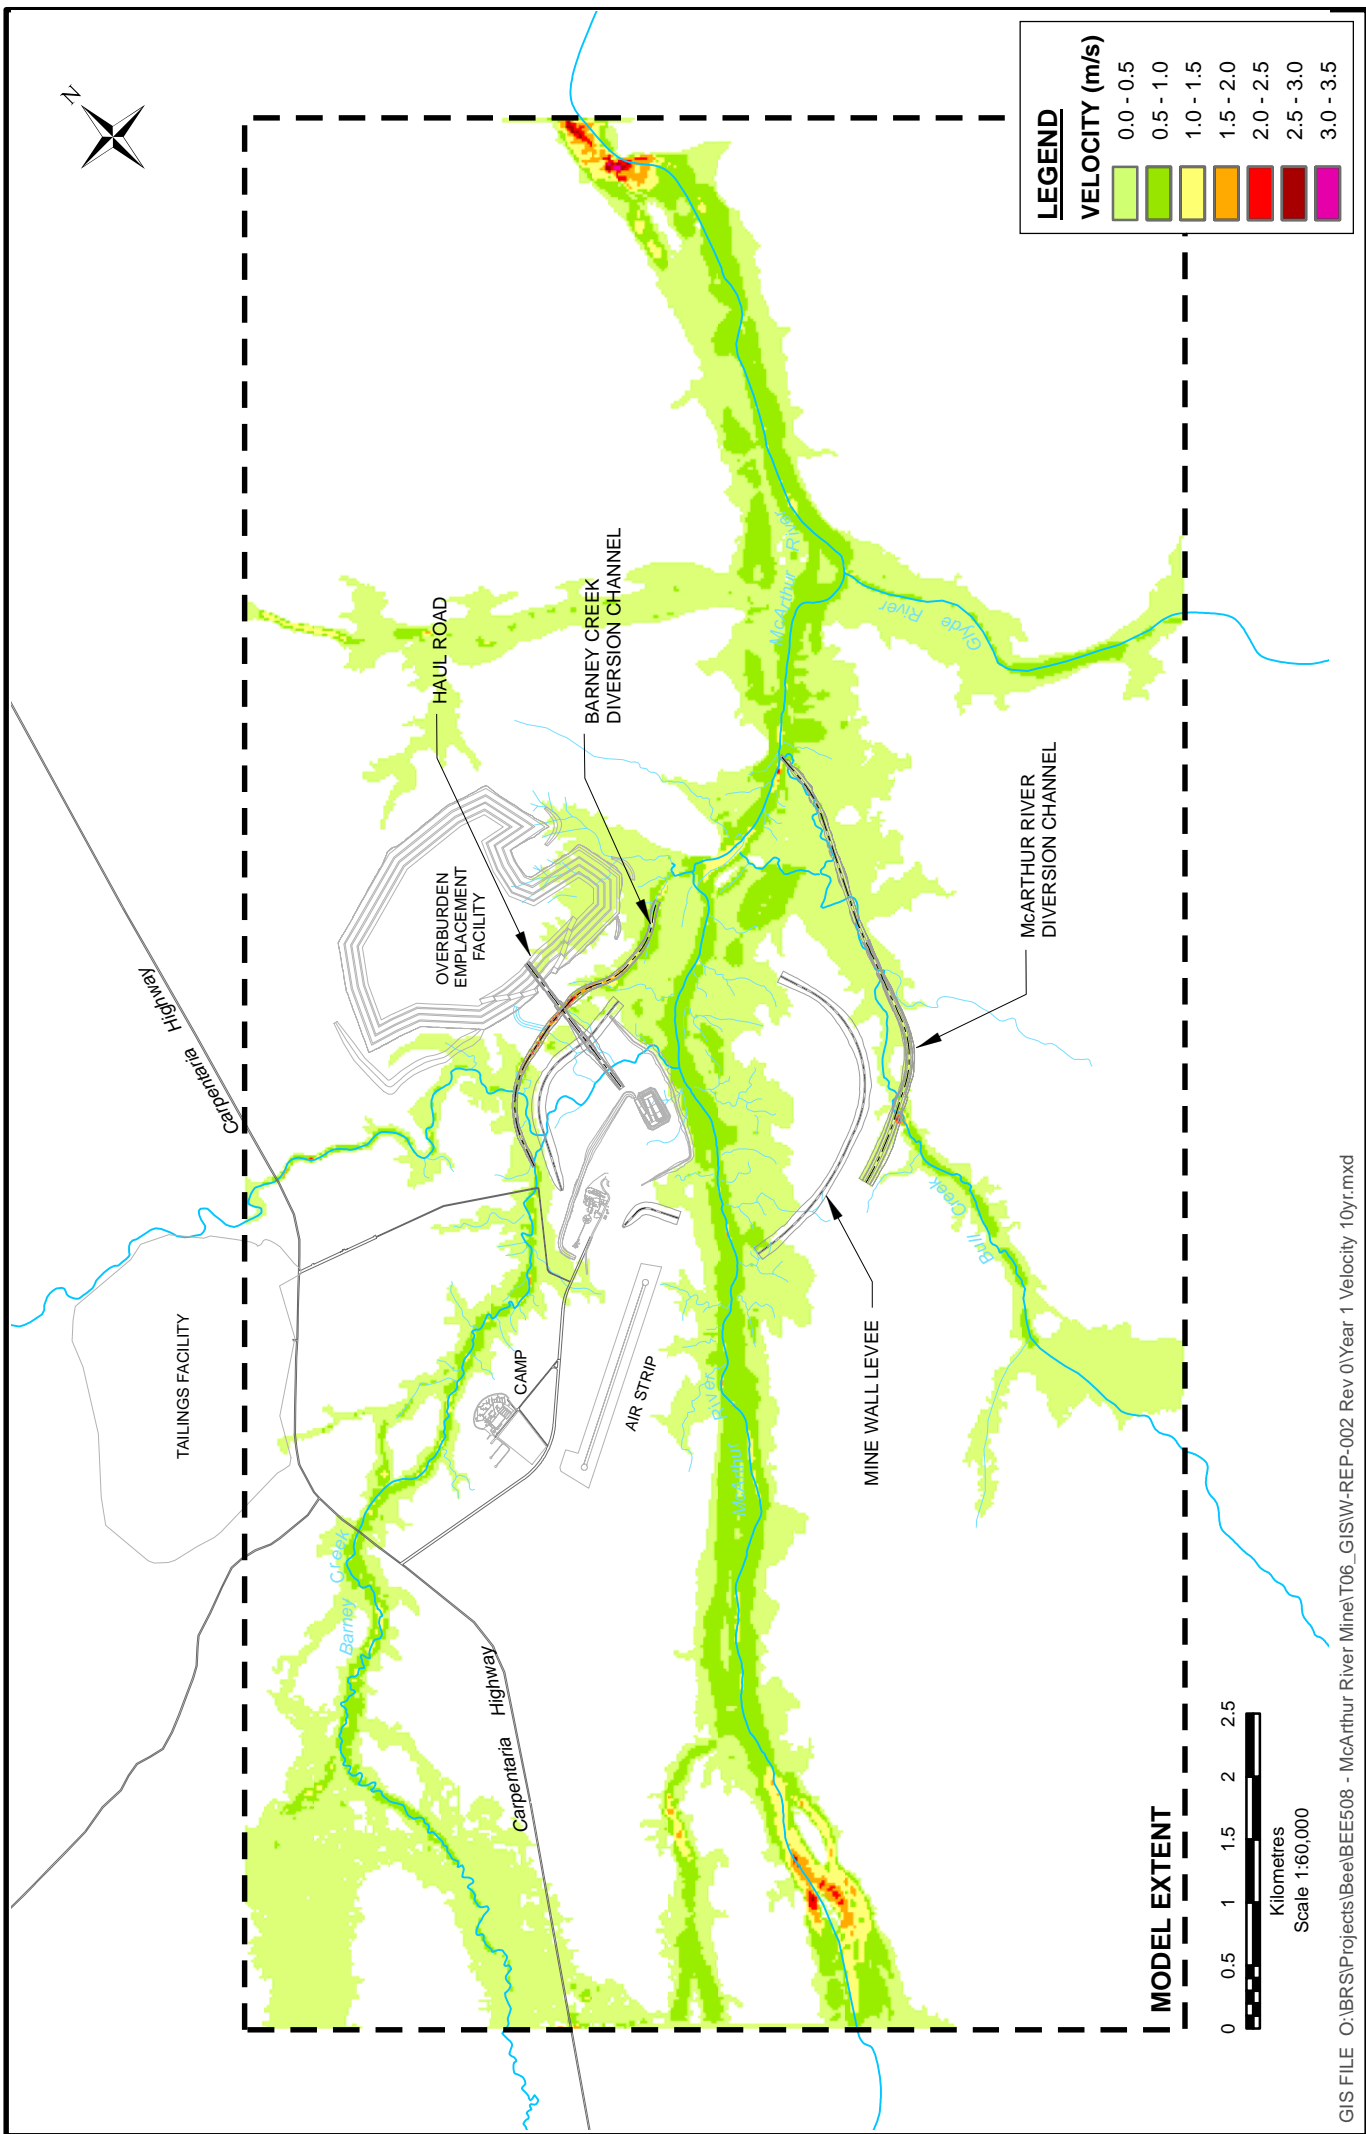 N
Carpentaria Highway
TAILINGS FACILITY
OVERBURDEN
EMPLACEMENT
FACILITY
HAUL ROAD
BARNEY CREEK
DIVERSION CHANNEL
Barney Creek
Carpentaria Highway
CAMP
AIR STRIP
McArthur River
McArthur River
Glyde River
Bull Creek
MINE WALL LEVEE
McARTHUR RIVER
DIVERSION CHANNEL
MODEL EXTENT
0 0.5 1 1.5 2 2.5
Kilometres
Scale 1:60,000
LEGEND
VELOCITY (m/s)
0.0 - 0.5
0.5 - 1.0
1.0 - 1.5
1.5 - 2.0
2.0 - 2.5
2.5 - 3.0
3.0 - 3.5
GIS FILE O:\BRS\Projects\Bee\BEE508 - McArthur River Mine\T06_GIS\W-REP-002 Rev 0\Year 1 Velocity 10yr.mxd